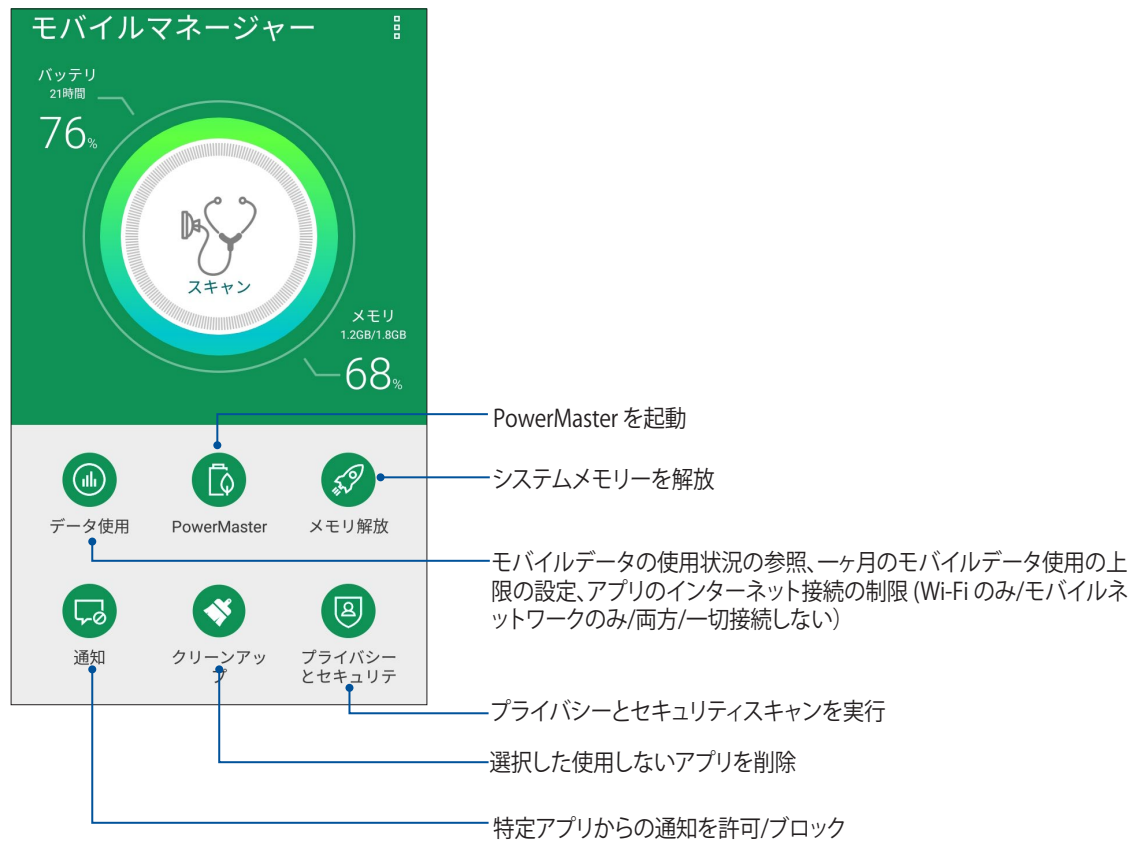 モバイルマネージャー
バッテリ
21時間
76%
スキャン
メモリ
1.2GB/1.8GB
68%
PowerMaster を起動
システムメモリーを解放
データ使用
PowerMaster
メモリ解放
モバイルデータの使用状況の参照、一ヶ月のモバイルデータ使用の上
限の設定、アプリのインターネット接続の制限 (Wi-Fi のみ/モバイルネ
ットワークのみ/両方/一切接続しない）
通知
クリーンアッ
プ
プライバシー
とセキュリテ
プライバシーとセキュリティスキャンを実行
選択した使用しないアプリを削除
特定アプリからの通知を許可/ブロック